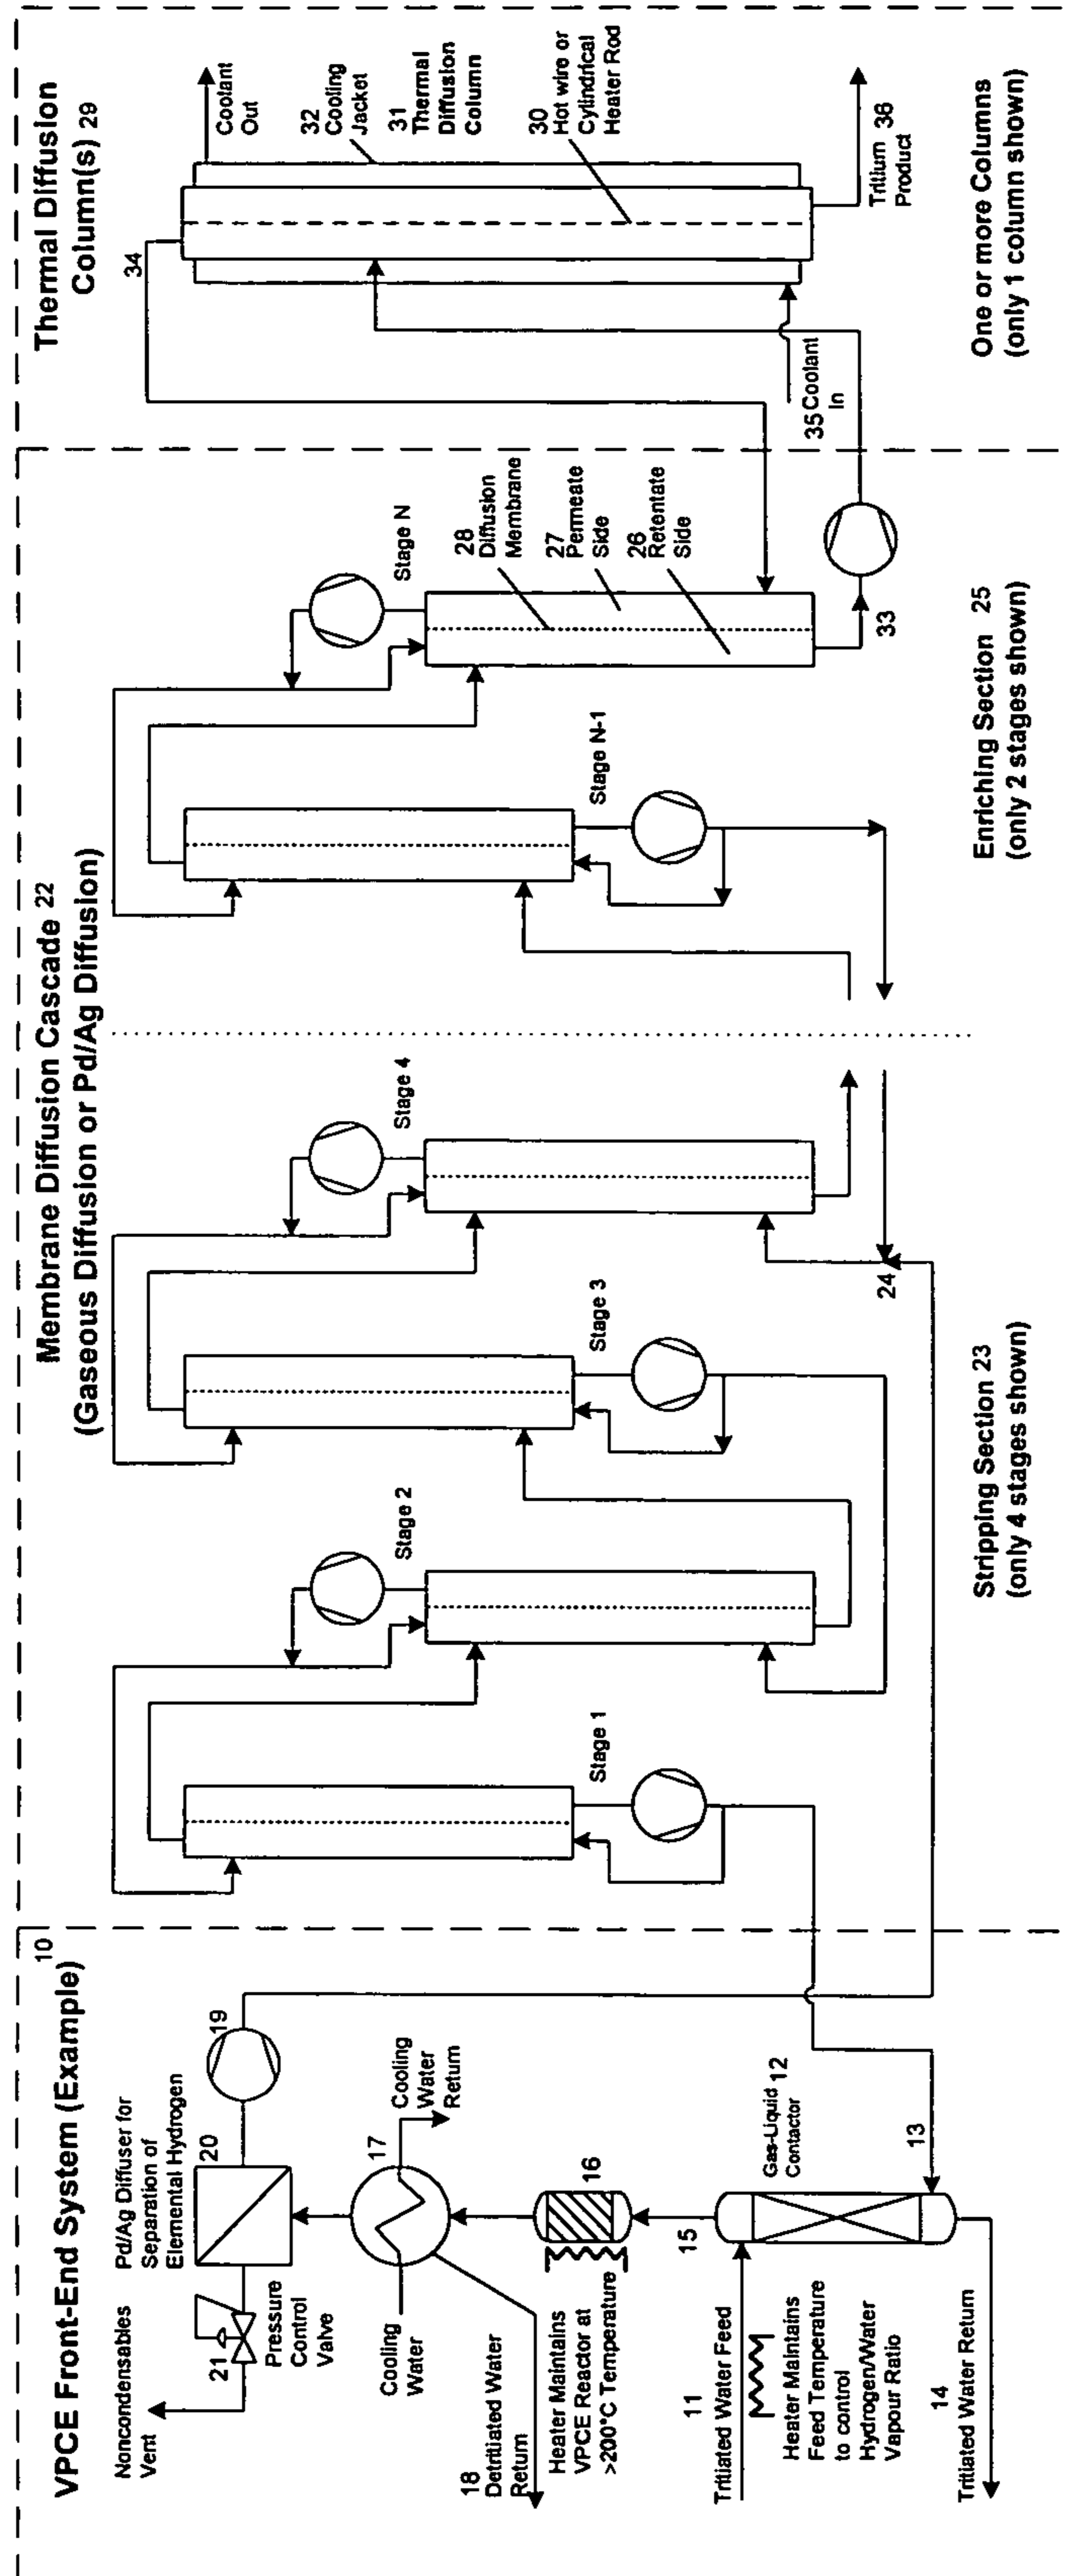 VPCE Front-End System (Example) 10
Noncondensables
Vent
21
Pressure
Control
Valve
Pd/Ag Diffuser for
Separation of
Elemental Hydrogen
20
19
Cooling
Water
17
Cooling
Water
Return
18
Detritiated Water
Return
Heater Maintains
VPCE Reactor at
>200°C Temperature
16
15
11
Tritiated Water Feed
Heater Maintains
Feed Temperature
to control
Hydrogen/Water
Vapour Ratio
Gas-Liquid 12
Contactor
13
14
Tritiated Water Return
Membrane Diffusion Cascade 22
(Gaseous Diffusion or Pd/Ag Diffusion)
Stage 1
Stage 2
Stage 3
Stage 4
24
Stripping Section 23
(only 4 stages shown)
Stage N-1
Stage N
28
Diffusion
Membrane
27
Permeate
Side
26
Retentate
Side
33
Enriching Section 25
(only 2 stages shown)
Thermal Diffusion
Column(s) 29
34
Coolant
Out
32
Cooling
Jacket
31
Thermal
Diffusion
Column
30
Hot wire or
Cylindrical
Heater Rod
35 Coolant
In
Tritium 36
Product
One or more Columns
(only 1 column shown)